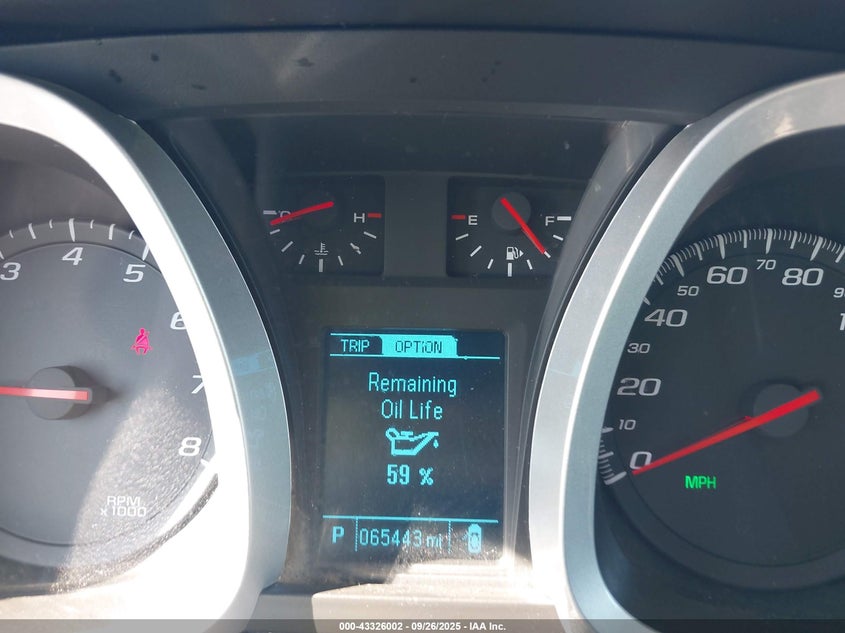 C H
E F
3 4 5 6 7 8
RPM
x1000
TRIP OPTION
Remaining
Oil Life
59 %
P 065443 mi
0 10 20 30 40 50 60 70 80
MPH
000-43326002 - 09/26/2025 - IAA Inc.